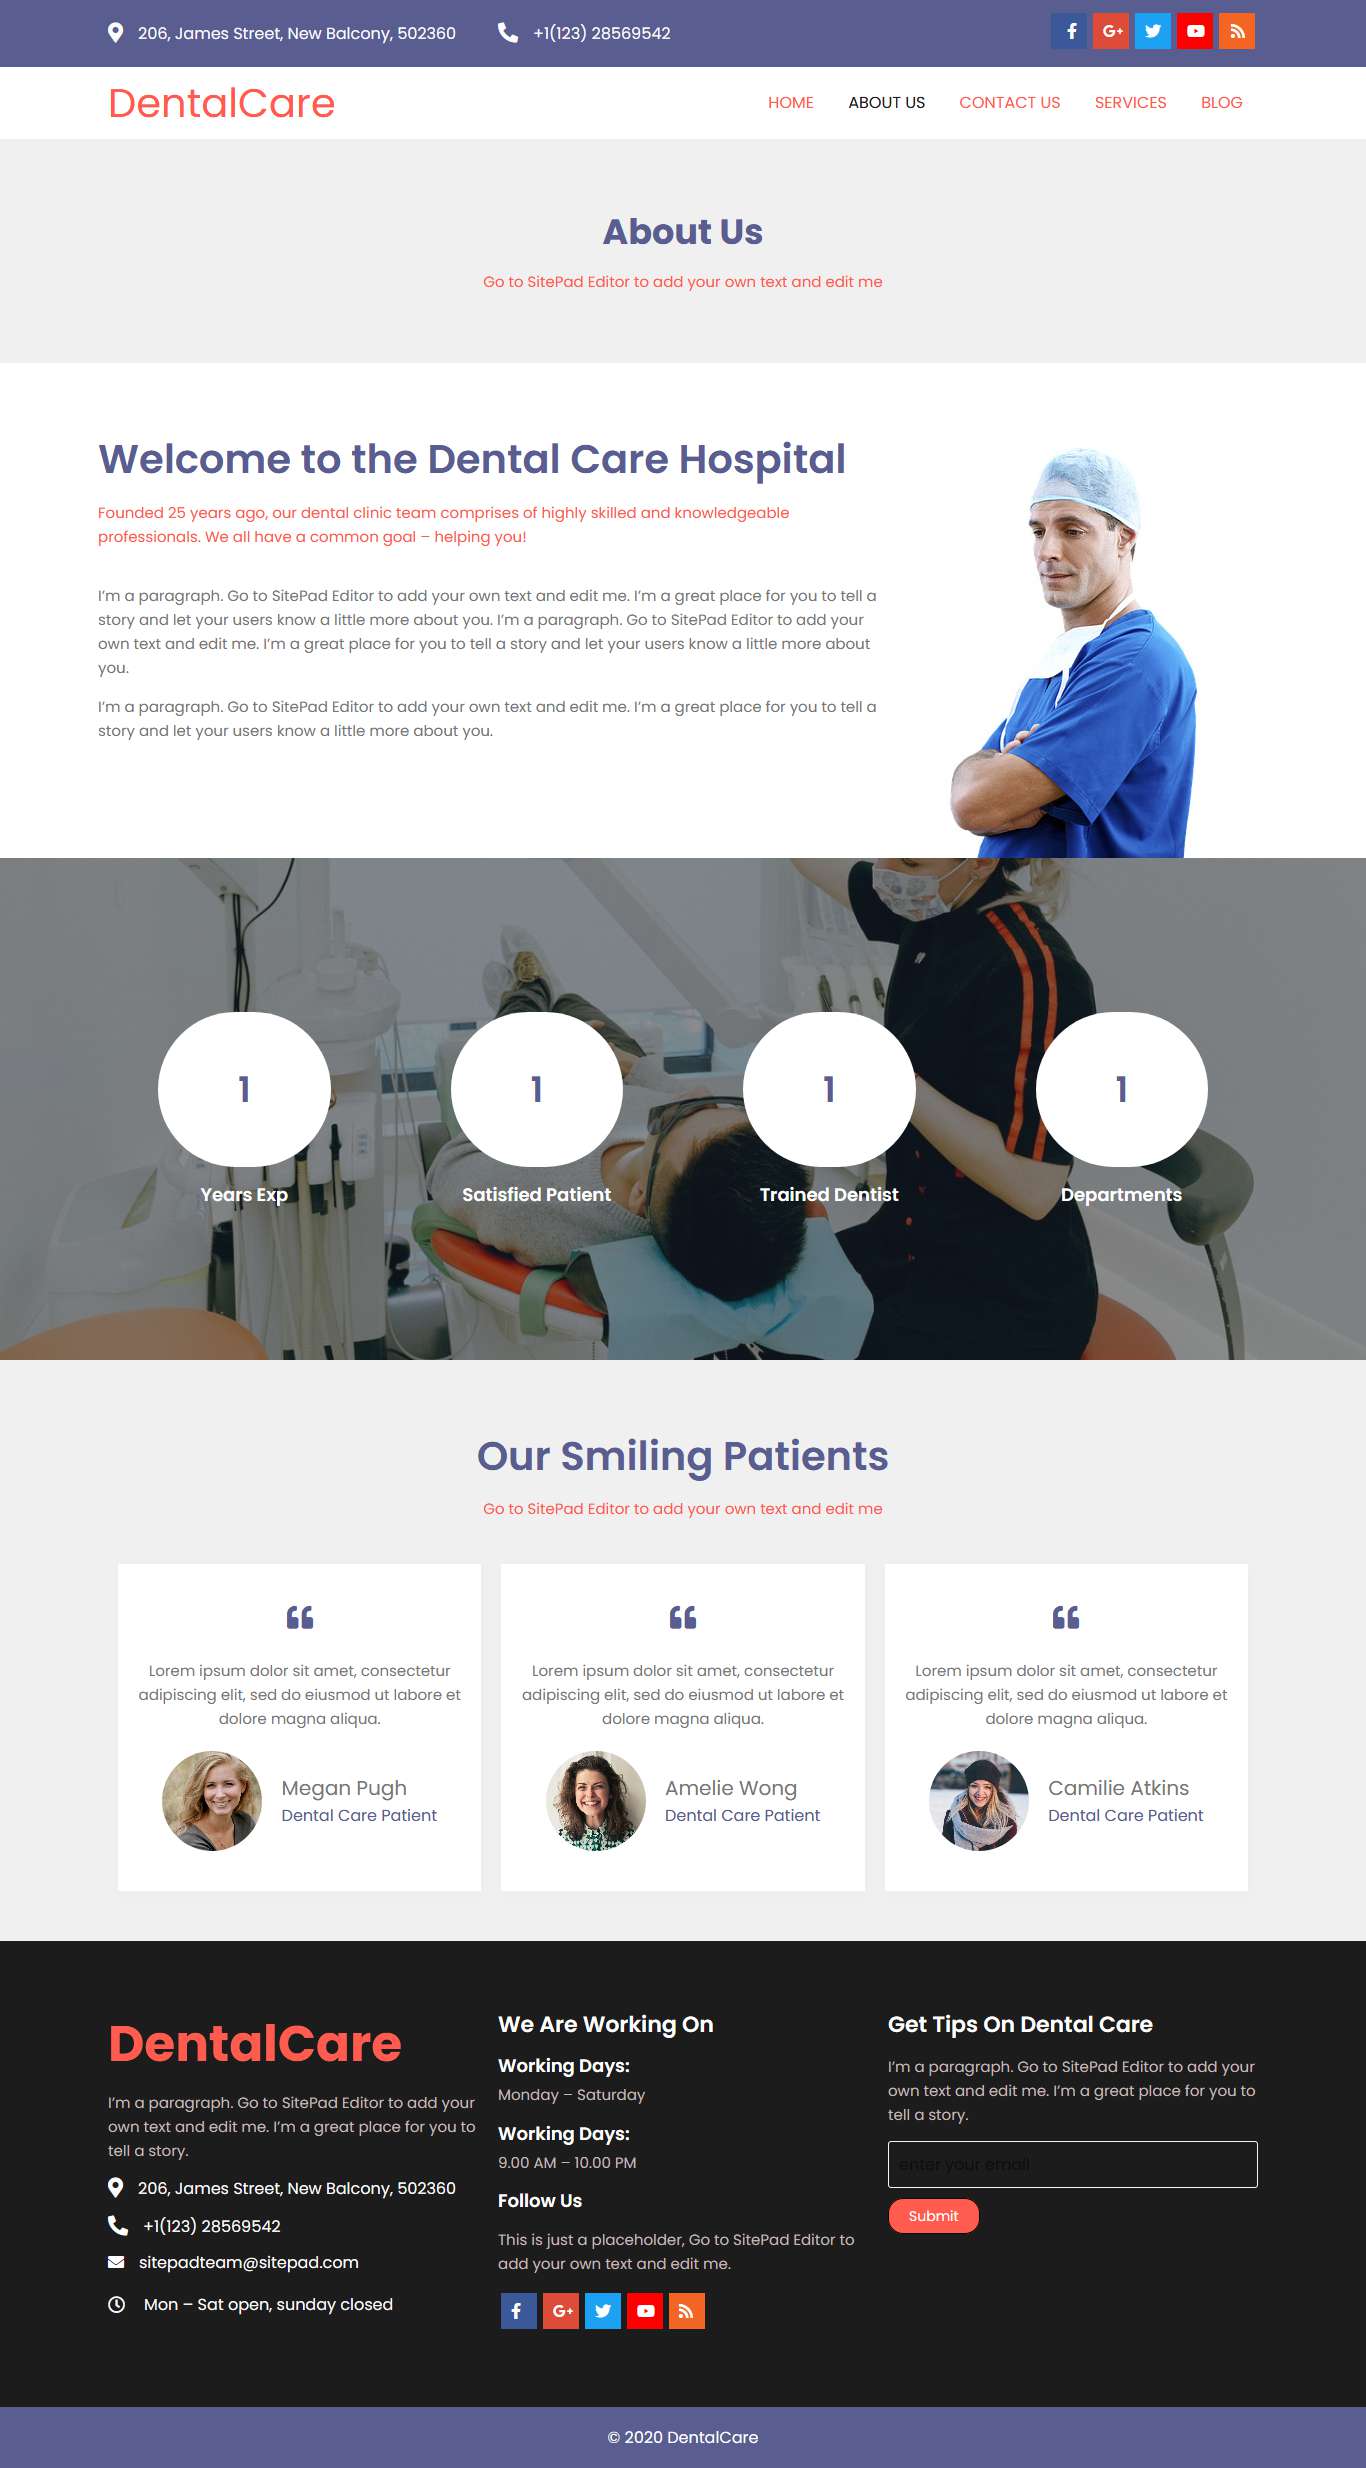 206, James Street, New Balcony, 502360
+1(123) 28569542
DentalCare
HOME
ABOUT US
CONTACT US
SERVICES
BLOG
About Us
Go to SitePad Editor to add your own text and edit me
Welcome to the Dental Care Hospital
Founded 25 years ago, our dental clinic team comprises of highly skilled and knowledgeable
professionals. We all have a common goal – helping you!
I'm a paragraph. Go to SitePad Editor to add your own text and edit me. I'm a great place for you to tell a
story and let your users know a little more about you. I'm a paragraph. Go to SitePad Editor to add your
own text and edit me. I'm a great place for you to tell a story and let your users know a little more about
you.
I'm a paragraph. Go to SitePad Editor to add your own text and edit me. I'm a great place for you to tell a
story and let your users know a little more about you.
1
Years Exp
1
Satisfied Patient
1
Trained Dentist
1
Departments
Our Smiling Patients
Go to SitePad Editor to add your own text and edit me
Lorem ipsum dolor sit amet, consectetur
adipiscing elit, sed do eiusmod ut labore et
dolore magna aliqua.
Megan Pugh
Dental Care Patient
Lorem ipsum dolor sit amet, consectetur
adipiscing elit, sed do eiusmod ut labore et
dolore magna aliqua.
Amelie Wong
Dental Care Patient
Lorem ipsum dolor sit amet, consectetur
adipiscing elit, sed do eiusmod ut labore et
dolore magna aliqua.
Camilie Atkins
Dental Care Patient
DentalCare
I'm a paragraph. Go to SitePad Editor to add your
own text and edit me. I'm a great place for you to
tell a story.
206, James Street, New Balcony, 502360
+1(123) 28569542
sitepadteam@sitepad.com
Mon – Sat open, sunday closed
We Are Working On
Working Days:
Monday – Saturday
Working Days:
9.00 AM – 10.00 PM
Follow Us
This is just a placeholder, Go to SitePad Editor to
add your own text and edit me.
Get Tips On Dental Care
I'm a paragraph. Go to SitePad Editor to add your
own text and edit me. I'm a great place for you to
tell a story.
enter your email
Submit
© 2020 DentalCare